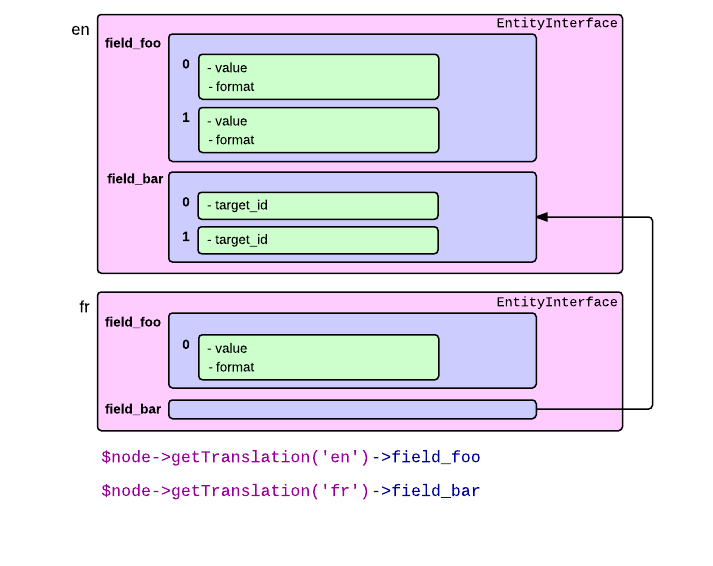 en
EntityInterface
field_foo
0
- value
- format
1
- value
- format
field_bar
0
- target_id
1
- target_id
fr
EntityInterface
field_foo
0
- value
- format
field_bar
$node->getTranslation('en')->field_foo
$node->getTranslation('fr')->field_bar